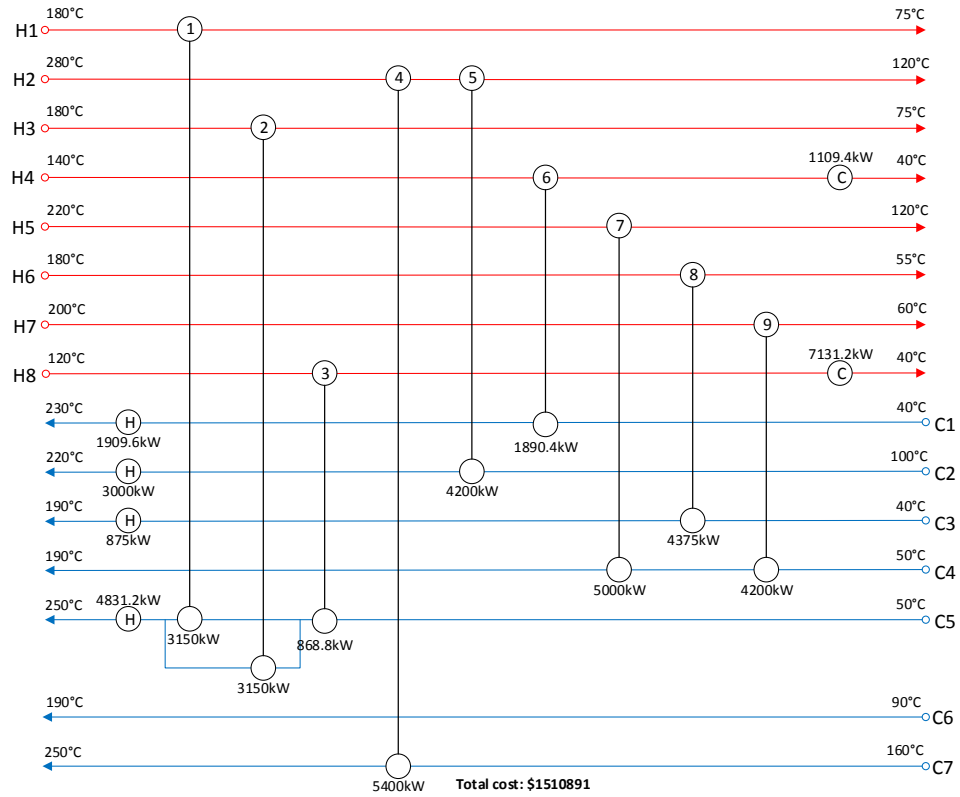 180°C 75°C
H1 1
280°C 120°C
H2 4 5
180°C 75°C
H3 2
140°C 1109.4kW 40°C
H4 6 C
220°C 120°C
H5 7
180°C 55°C
H6 8
200°C 60°C
H7 9
120°C 7131.2kW 40°C
H8 3 C
230°C 40°C
H C1
1909.6kW 1890.4kW
220°C 100°C
H C2
3000kW 4200kW
190°C 40°C
H C3
875kW 4375kW
190°C 50°C
C4
5000kW 4200kW
250°C 4831.2kW 50°C
H C5
3150kW 868.8kW
3150kW
190°C 90°C
C6
250°C 160°C
C7
5400kW Total cost: $1510891